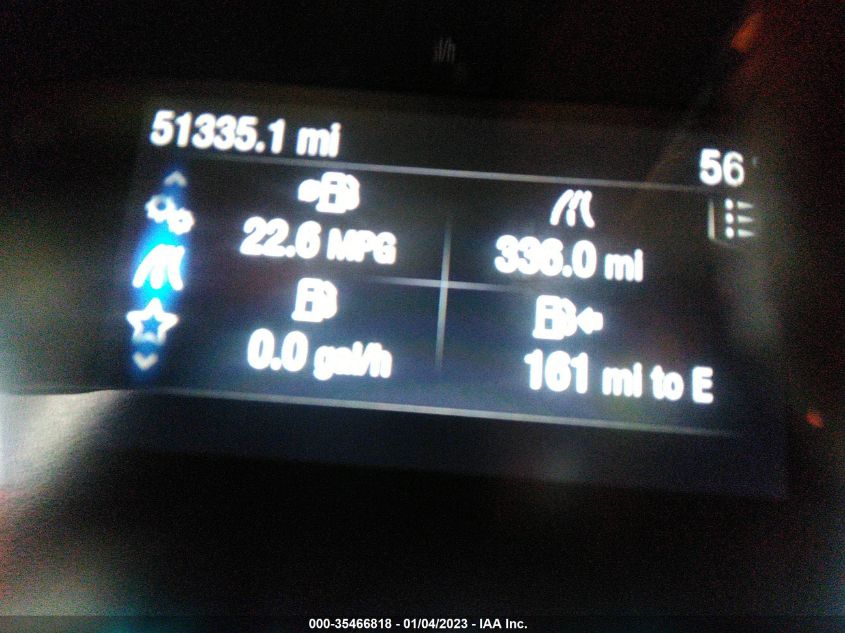 51335.1 mi
56°
22.6 MPG
336.0 mi
0.0 gal/h
161 mi to E
000-35466818 - 01/04/2023 - IAA Inc.